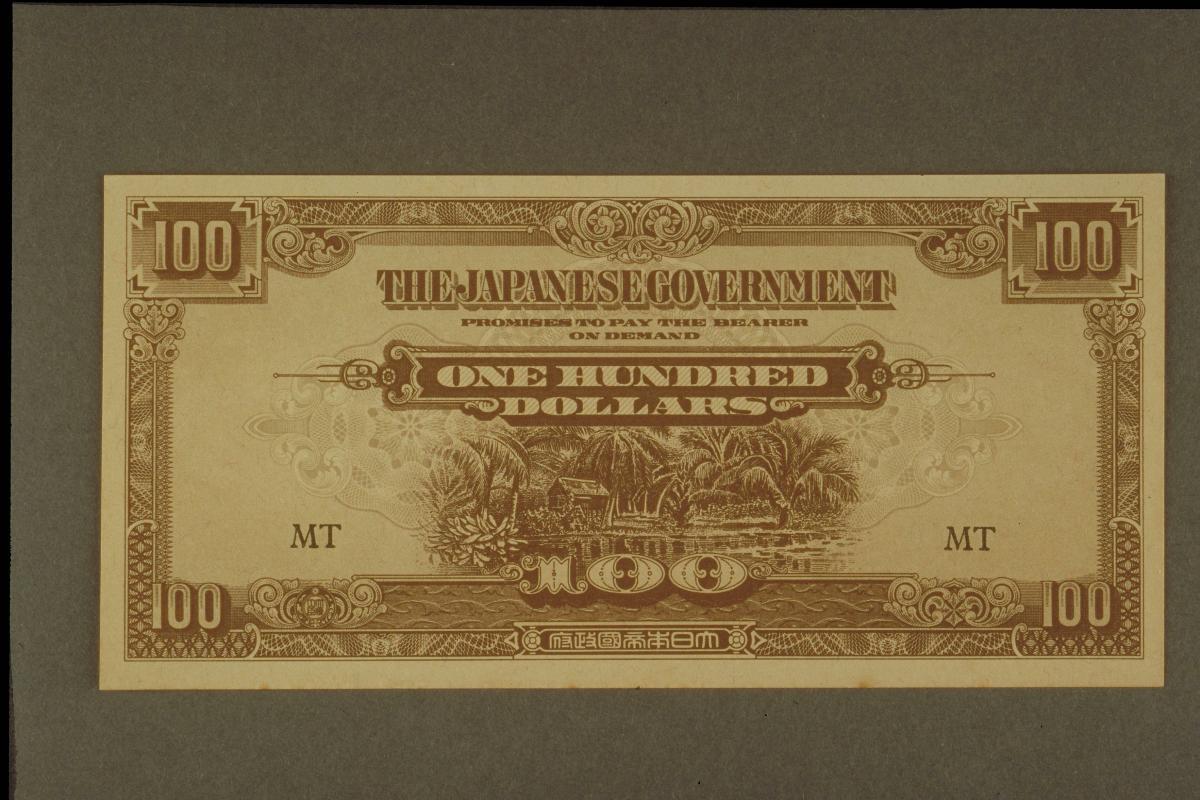 100 100
THE JAPANESE GOVERNMENT
PROMISES TO PAY THE BEARER
ON DEMAND
ONE HUNDRED
DOLLARS
MT MT
100
100 100
府政國帝本日大